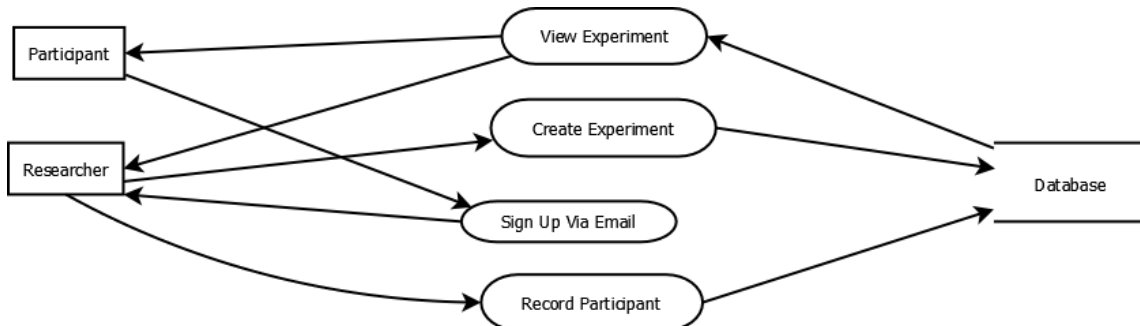 View Experiment
Participant
Create Experiment
Researcher
Database
Sign Up Via Email
Record Participant